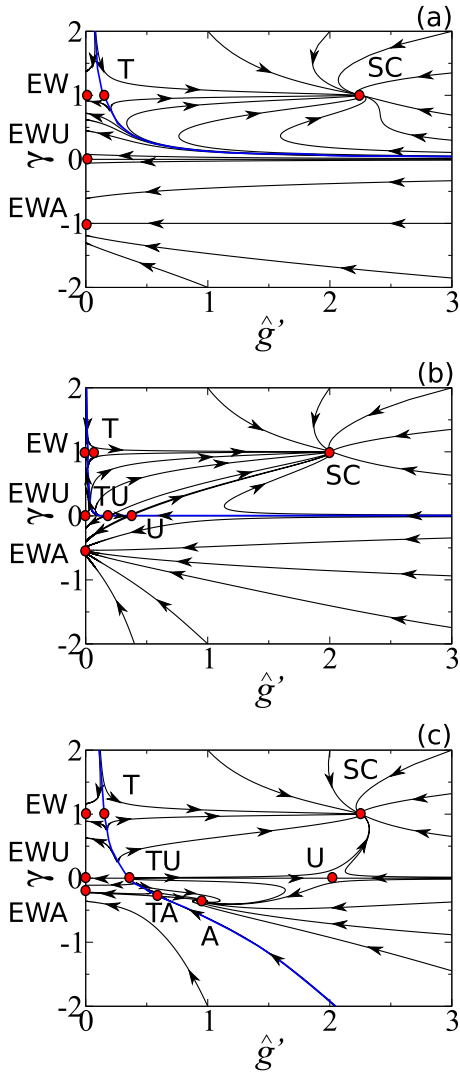 (a)
2
T
SC
EW 1
EWU
γ 0
EWA
-1
-2
0 1 2 3
ĝ’
(b)
2
T
EW 1
SC
EWU TU
γ 0
U
EWA
-1
-2
0 1 2 3
ĝ’
(c)
2
SC
T
EW 1
EWU TU U
γ 0
EWA TA
A
-1
-2
0 1 2 3
ĝ’